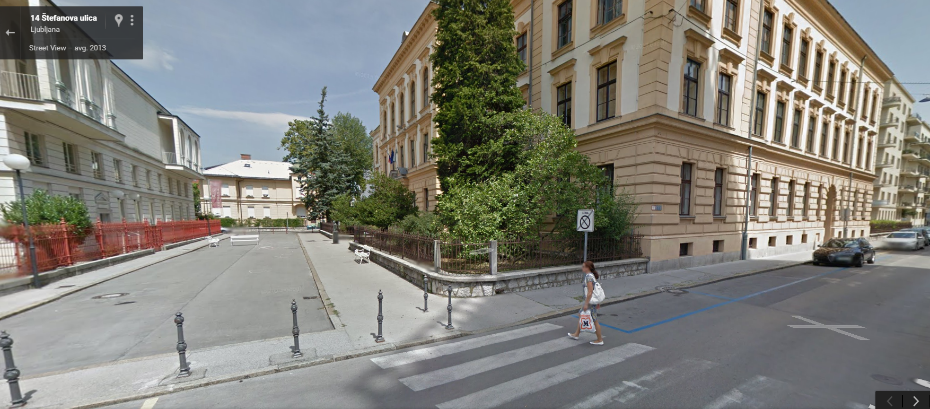 14 Štefanova ulica
Ljubljana
Street View avg. 2013
M